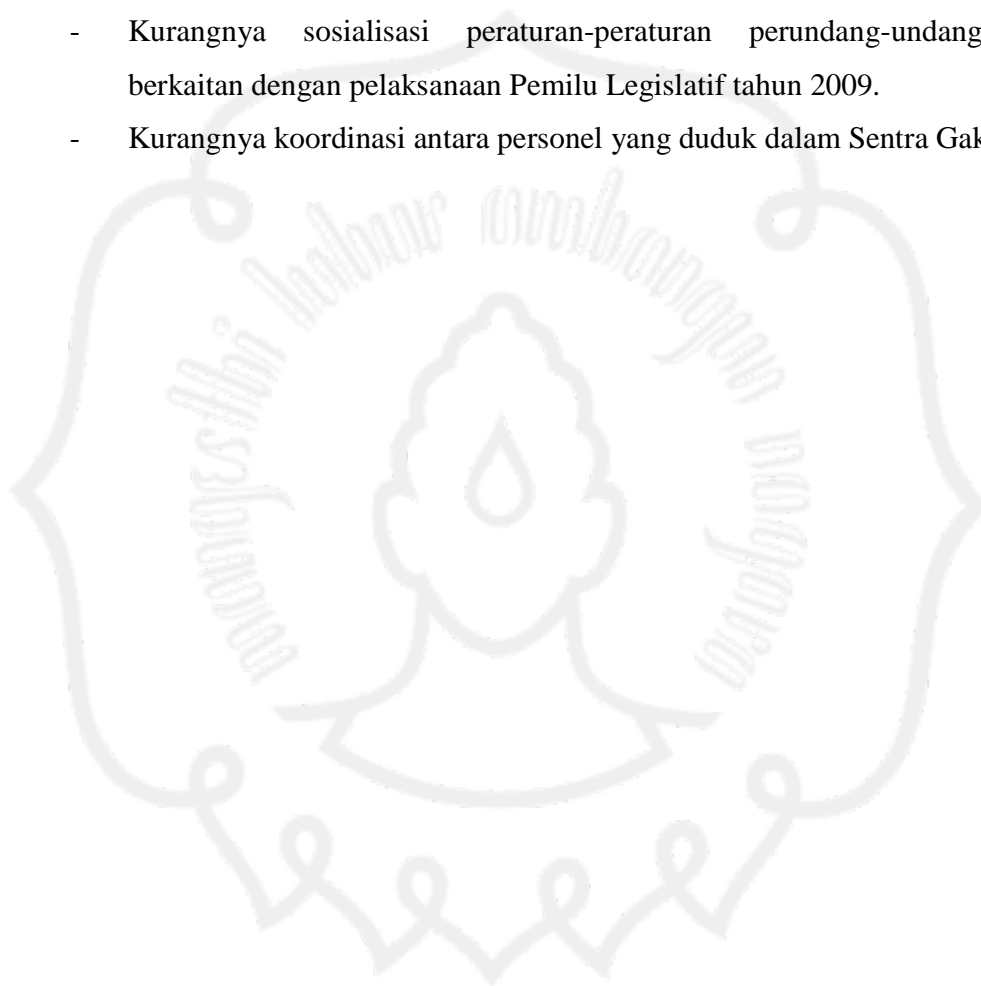 - Kurangnya sosialisasi peraturan-peraturan perundang-undang
berkaitan dengan pelaksanaan Pemilu Legislatif tahun 2009.
- Kurangnya koordinasi antara personel yang duduk dalam Sentra Gak